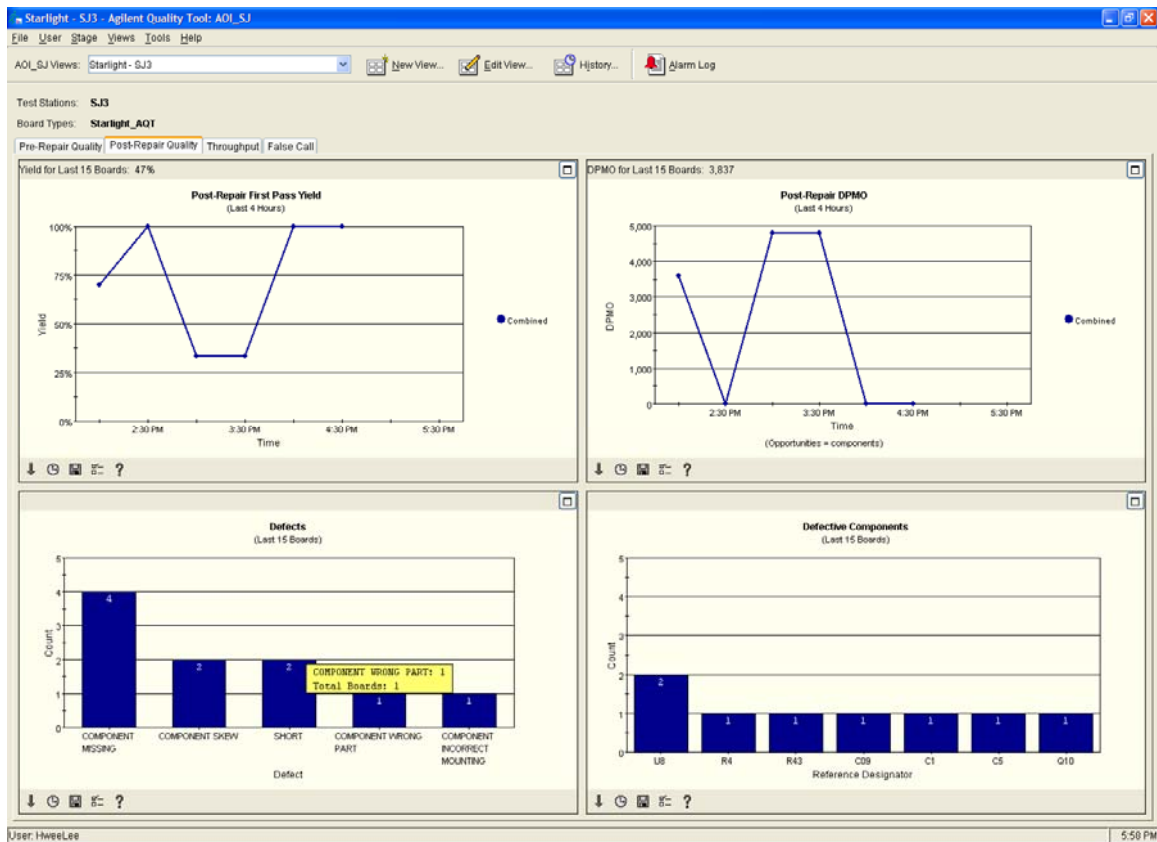 Starlight - SJ3 - Agilent Quality Tool: AOI_SJ
File User Stage Views Tools Help
AOI_SJ Views: Starlight - SJ3 New View... Edit View... History... Alarm Log
Test Stations: SJ3
Board Types: Starlight_AQT
Pre-Repair Quality Post-Repair Quality Throughput False Call
Yield for Last 15 Boards: 47%
Post-Repair First Pass Yield
(Last 4 Hours)
100%
75%
50%
25%
0%
Yield
Combined
2:30 PM 3:30 PM 4:30 PM 5:30 PM
Time
?
DPMO for Last 15 Boards: 3,837
Post-Repair DPMO
(Last 4 Hours)
5,000
4,000
3,000
2,000
1,000
0
DPMO
Combined
2:30 PM 3:30 PM 4:30 PM 5:30 PM
Time
(Opportunities = components)
?
Defects
(Last 15 Boards)
5
4
3
2
1
0
Count
4 2 2 1 1
COMPONENT WRONG PART: 1
Total Boards: 1
COMPONENT MISSING
COMPONENT SKEW
SHORT
COMPONENT WRONG PART
COMPONENT INCORRECT MOUNTING
Defect
?
Defective Components
(Last 15 Boards)
5
4
3
2
1
0
Count
2 1 1 1 1 1 1
U8 R4 R43 C09 C1 C5 Q10
Reference Designator
?
User: HweeLee
5:58 PM